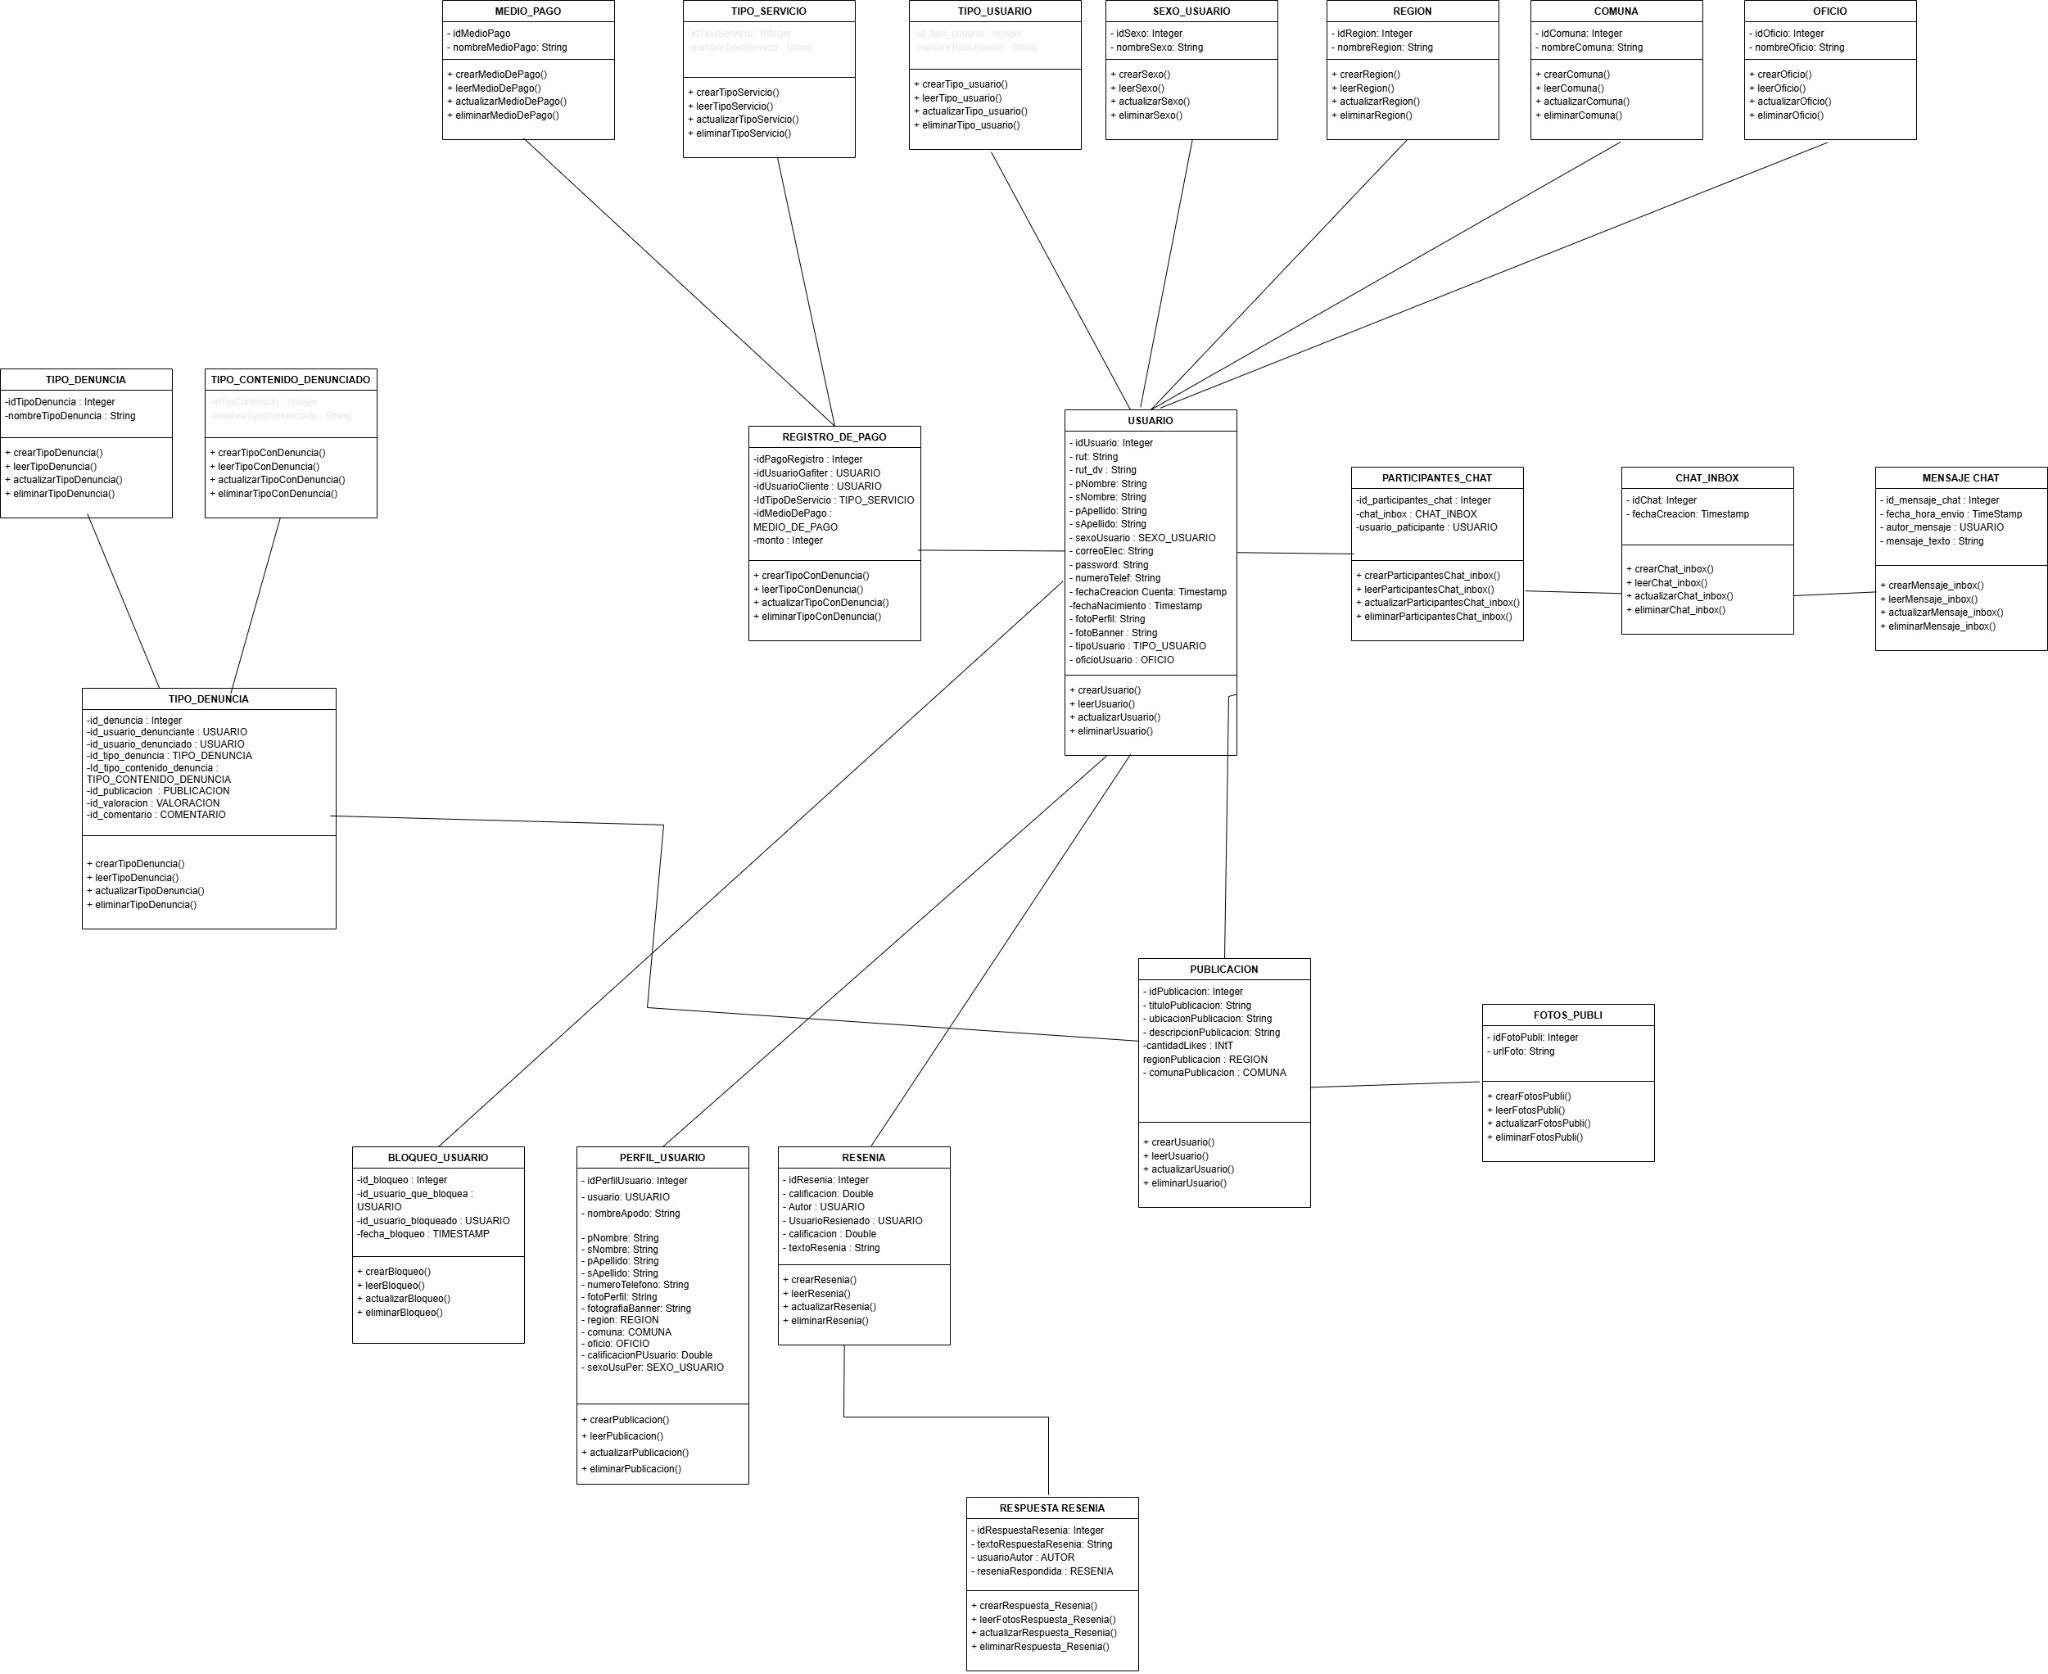 MEDIO_PAGO
- idMedioPago
- nombreMedioPago: String
+ crearMedioDePago()
+ leerMedioDePago()
+ actualizarMedioDePago()
+ eliminarMedioDePago()
TIPO_SERVICIO
-idTipoServicio : Integer
-nombreTipoServicio : String
+ crearTipoServicio()
+ leerTipoServicio()
+ actualizarTipoServicio()
+ eliminarTipoServicio()
TIPO_USUARIO
-id_tipo_usuario : Integer
-nombreTipoUsuario : String
+ crearTipo_usuario()
+ leerTipo_usuario()
+ actualizarTipo_usuario()
+ eliminarTipo_usuario()
SEXO_USUARIO
- idSexo: Integer
- nombreSexo: String
+ crearSexo()
+ leerSexo()
+ actualizarSexo()
+ eliminarSexo()
REGION
- idRegion: Integer
- nombreRegion: String
+ crearRegion()
+ leerRegion()
+ actualizarRegion()
+ eliminarRegion()
COMUNA
- idComuna: Integer
- nombreComuna: String
+ crearComuna()
+ leerComuna()
+ actualizarComuna()
+ eliminarComuna()
OFICIO
- idOficio: Integer
- nombreOficio: String
+ crearOficio()
+ leerOficio()
+ actualizarOficio()
+ eliminarOficio()
TIPO_DENUNCIA
-idTipoDenuncia : Integer
-nombreTipoDenuncia : String
+ crearTipoDenuncia()
+ leerTipoDenuncia()
+ actualizarTipoDenuncia()
+ eliminarTipoDenuncia()
TIPO_CONTENIDO_DENUNCIADO
-idTipContenido : Integer
-nombreTipoDenunciado : String
+ crearTipoConDenuncia()
+ leerTipoConDenuncia()
+ actualizarTipoConDenuncia()
+ eliminarTipoConDenuncia()
REGISTRO_DE_PAGO
-idPagoRegistro : Integer
-idUsuarioGafiter : USUARIO
-idUsuarioCliente : USUARIO
-IdTipoDeServicio : TIPO_SERVICIO
-idMedioDePago :
MEDIO_DE_PAGO
-monto : Integer
+ crearTipoConDenuncia()
+ leerTipoConDenuncia()
+ actualizarTipoConDenuncia()
+ eliminarTipoConDenuncia()
USUARIO
- idUsuario: Integer
- rut: String
- rut_dv : String
- pNombre: String
- sNombre: String
- pApellido: String
- sApellido: String
- sexoUsuario : SEXO_USUARIO
- correoElec: String
- password: String
- numeroTelef: String
- fechaCreacion Cuenta: Timestamp
-fechaNacimiento : Timestamp
- fotoPerfil: String
- fotoBanner : String
- tipoUsuario : TIPO_USUARIO
- oficioUsuario : OFICIO
+ crearUsuario()
+ leerUsuario()
+ actualizarUsuario()
+ eliminarUsuario()
PARTICIPANTES_CHAT
-id_participantes_chat : Integer
-chat_inbox : CHAT_INBOX
-usuario_paticipante : USUARIO
+ crearParticipantesChat_inbox()
+ leerParticipantesChat_inbox()
+ actualizarParticipantesChat_inbox()
+ eliminarParticipantesChat_inbox()
CHAT_INBOX
- idChat: Integer
- fechaCreacion: Timestamp
+ crearChat_inbox()
+ leerChat_inbox()
+ actualizarChat_inbox()
+ eliminarChat_inbox()
MENSAJE CHAT
- id_mensaje_chat : Integer
- fecha_hora_envio : TimeStamp
- autor_mensaje : USUARIO
- mensaje_texto : String
+ crearMensaje_inbox()
+ leerMensaje_inbox()
+ actualizarMensaje_inbox()
+ eliminarMensaje_inbox()
TIPO_DENUNCIA
-id_denuncia : Integer
-id_usuario_denunciante : USUARIO
-id_usuario_denunciado : USUARIO
-id_tipo_denuncia : TIPO_DENUNCIA
-Id_tipo_contenido_denuncia :
TIPO_CONTENIDO_DENUNCIA
-id_publicacion  : PUBLICACION
-id_valoracion : VALORACION
-id_comentario : COMENTARIO
+ crearTipoDenuncia()
+ leerTipoDenuncia()
+ actualizarTipoDenuncia()
+ eliminarTipoDenuncia()
PUBLICACION
- idPublicacion: Integer
- tituloPublicacion: String
- ubicacionPublicacion: String
- descripcionPublicacion: String
-cantidadLikes : INtT
regionPublicacion : REGION
- comunaPublicacion : COMUNA
+ crearUsuario()
+ leerUsuario()
+ actualizarUsuario()
+ eliminarUsuario()
FOTOS_PUBLI
- idFotoPubli: Integer
- urlFoto: String
+ crearFotosPubli()
+ leerFotosPubli()
+ actualizarFotosPubli()
+ eliminarFotosPubli()
BLOQUEO_USUARIO
-id_bloqueo : Integer
-id_usuario_que_bloquea :
USUARIO
-id_usuario_bloqueado : USUARIO
-fecha_bloqueo : TIMESTAMP
+ crearBloqueo()
+ leerBloqueo()
+ actualizarBloqueo()
+ eliminarBloqueo()
PERFIL_USUARIO
- idPerfilUsuario: Integer
- usuario: USUARIO
- nombreApodo: String
- pNombre: String
- sNombre: String
- pApellido: String
- sApellido: String
- numeroTelefono: String
- fotoPerfil: String
- fotografiaBanner: String
- region: REGION
- comuna: COMUNA
- oficio: OFICIO
- calificacionPUsuario: Double
- sexoUsuPer: SEXO_USUARIO
+ crearPublicacion()
+ leerPublicacion()
+ actualizarPublicacion()
+ eliminarPublicacion()
RESENIA
- idResenia: Integer
- calificacion: Double
- Autor : USUARIO
- UsuarioResienado : USUARIO
- calificacion : Double
- textoResenia : String
+ crearResenia()
+ leerResenia()
+ actualizarResenia()
+ eliminarResenia()
RESPUESTA RESENIA
- idRespuestaResenia: Integer
- textoRespuestaResenia: String
- usuarioAutor : AUTOR
- reseniaRespondida : RESENIA
+ crearRespuesta_Resenia()
+ leerFotosRespuesta_Resenia()
+ actualizarRespuesta_Resenia()
+ eliminarRespuesta_Resenia()